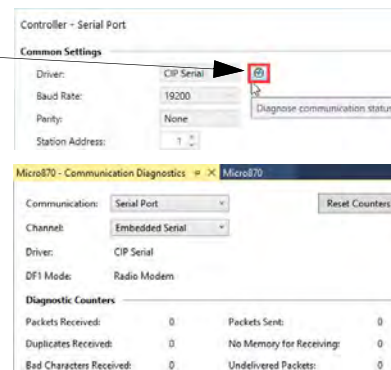 Controller - Serial Port
Common Settings
Driver: CIP Serial
Diagnose communication status
Baud Rate: 19200
Parity: None
Station Address: 1
Micro870 - Communication Diagnostics Micro870
Communication: Serial Port Reset Counters
Channel: Embedded Serial
Driver: CIP Serial
DF1 Mode: Radio Modem
Diagnostic Counters
Packets Received: 0 Packets Sent: 0
Duplicates Received: 0 No Memory for Receiving: 0
Bad Characters Received: 0 Undelivered Packets: 0